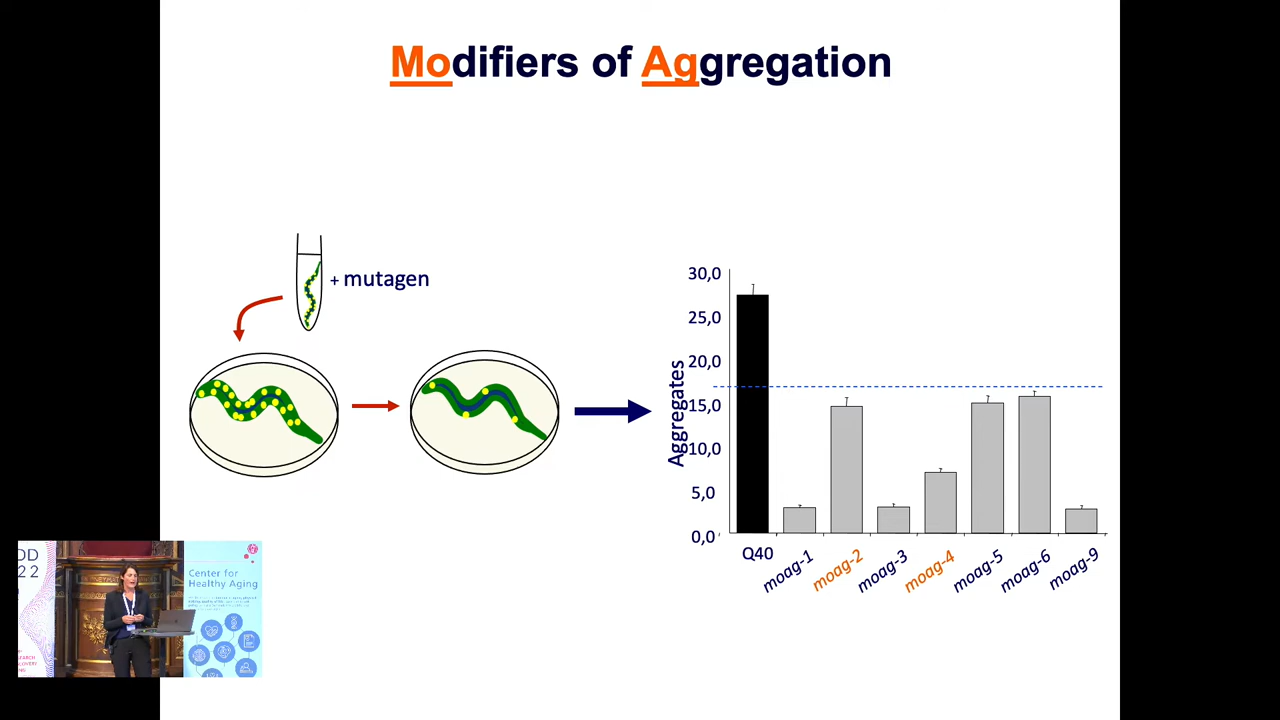 Modifiers of Aggregation
+ mutagen
Aggregates
30,0
25,0
20,0
15,0
10,0
5,0
0,0
Q40
moag-1
moag-2
moag-3
moag-4
moag-5
moag-6
moag-9
OD
22
Center for
Healthy Aging